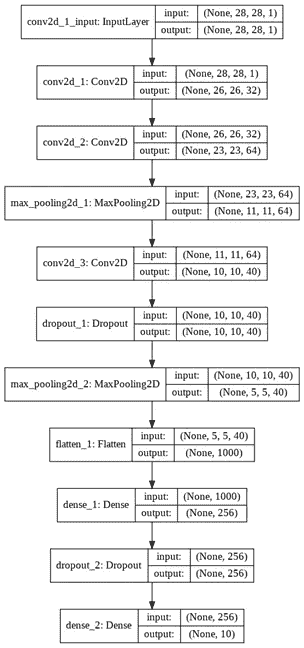 conv2d_1_input: InputLayer
input: (None, 28, 28, 1)
output: (None, 28, 28, 1)
conv2d_1: Conv2D
input: (None, 28, 28, 1)
output: (None, 26, 26, 32)
conv2d_2: Conv2D
input: (None, 26, 26, 32)
output: (None, 23, 23, 64)
max_pooling2d_1: MaxPooling2D
input: (None, 23, 23, 64)
output: (None, 11, 11, 64)
conv2d_3: Conv2D
input: (None, 11, 11, 64)
output: (None, 10, 10, 40)
dropout_1: Dropout
input: (None, 10, 10, 40)
output: (None, 10, 10, 40)
max_pooling2d_2: MaxPooling2D
input: (None, 10, 10, 40)
output: (None, 5, 5, 40)
flatten_1: Flatten
input: (None, 5, 5, 40)
output: (None, 1000)
dense_1: Dense
input: (None, 1000)
output: (None, 256)
dropout_2: Dropout
input: (None, 256)
output: (None, 256)
dense_2: Dense
input: (None, 256)
output: (None, 10)